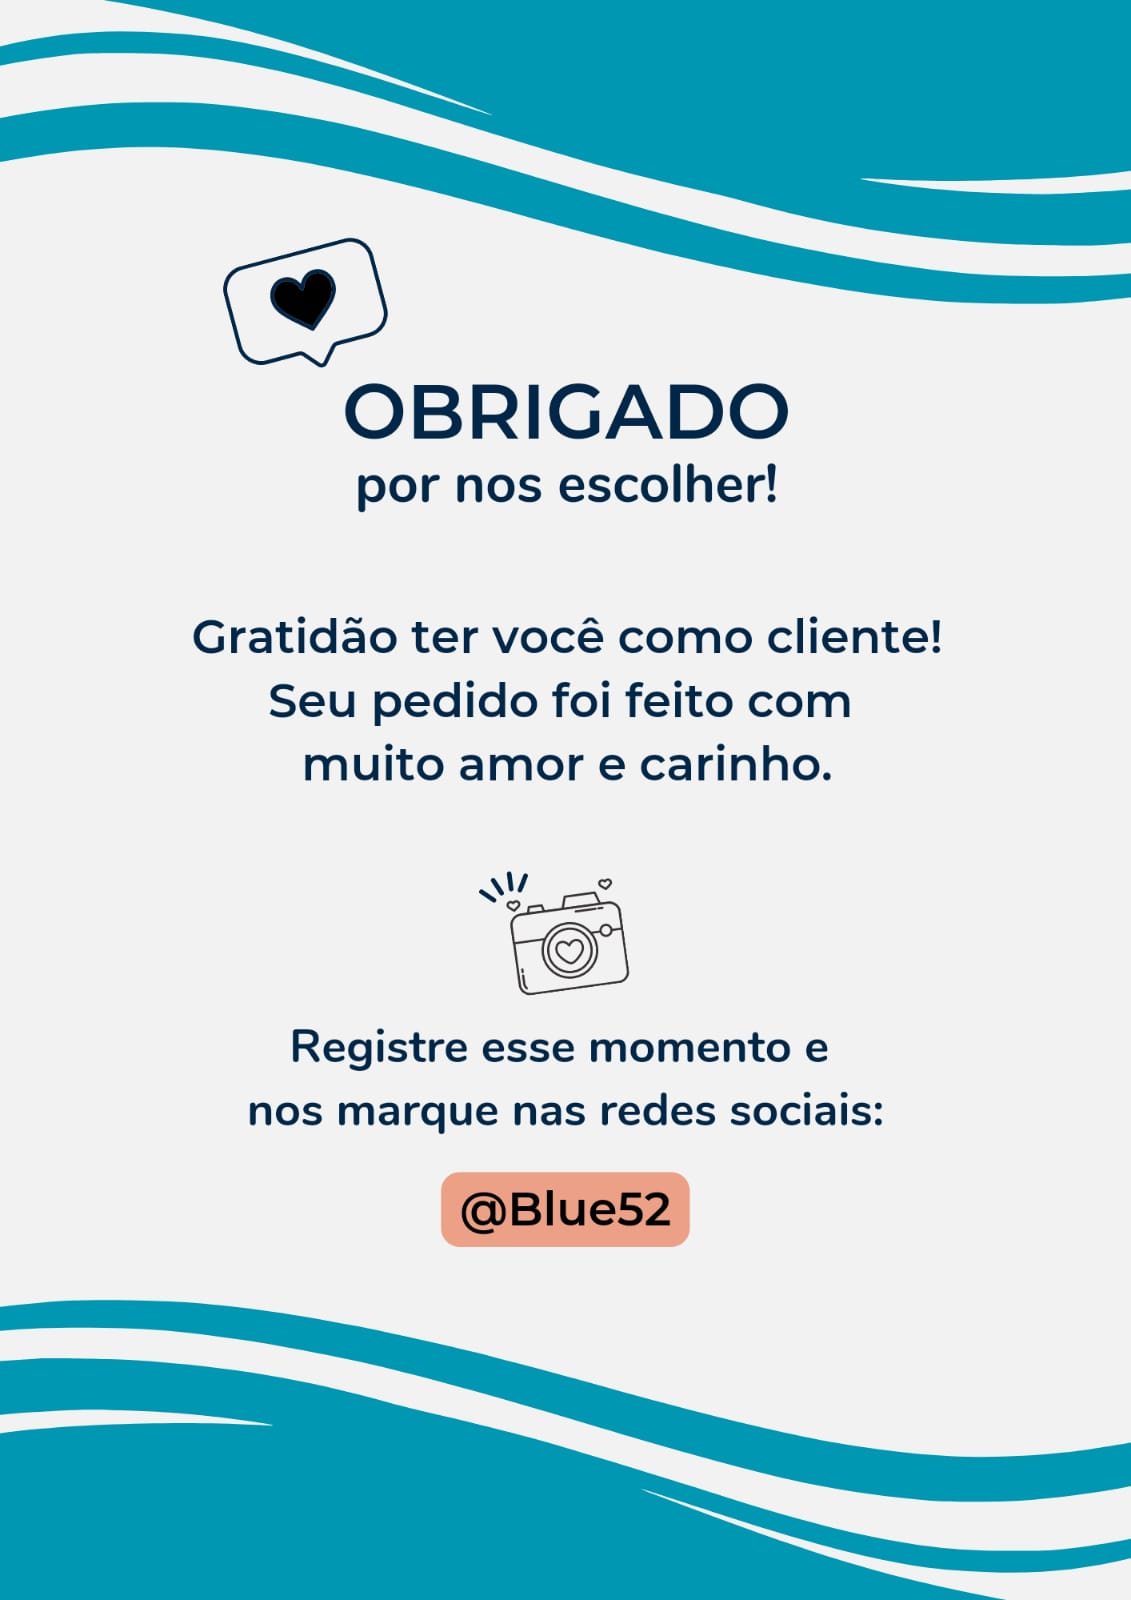 OBRIGADO
por nos escolher!
Gratidão ter você como cliente!
Seu pedido foi feito com
muito amor e carinho.
Registre esse momento e
nos marque nas redes sociais:
@Blue52